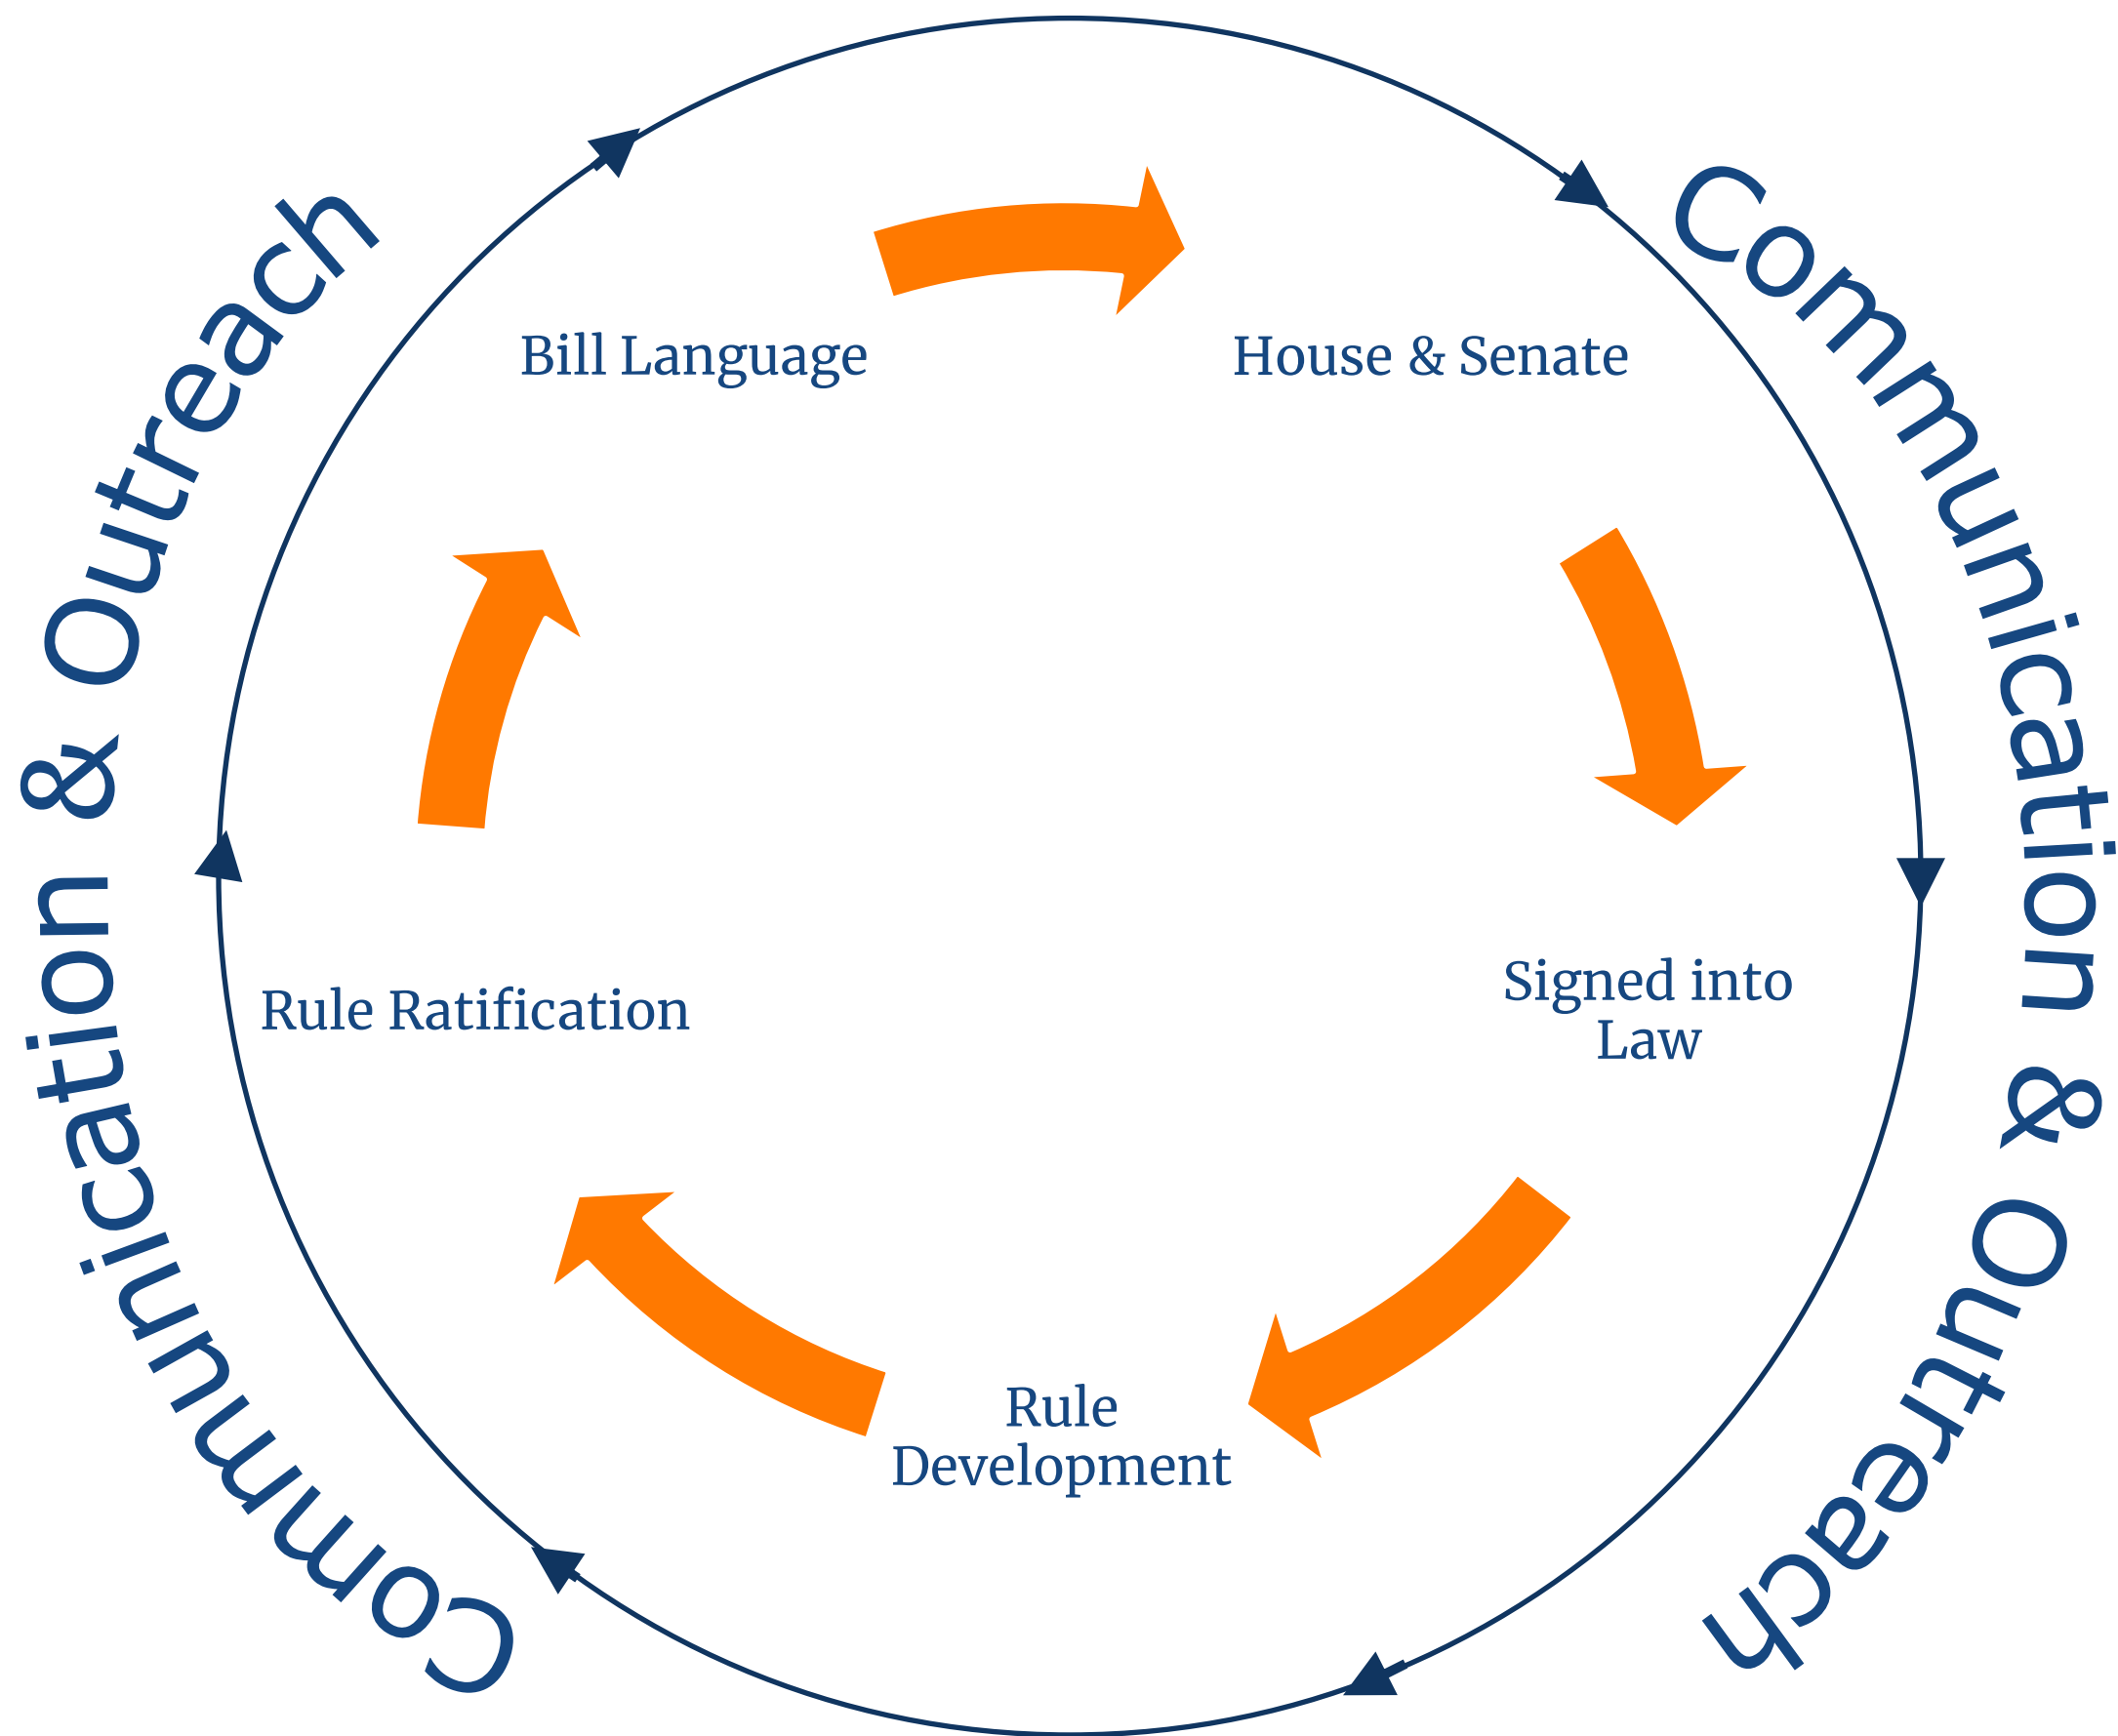 Communication & Outreach
Communication & Outreach
Bill Language
House & Senate
Signed into
Law
Rule
Development
Rule Ratification